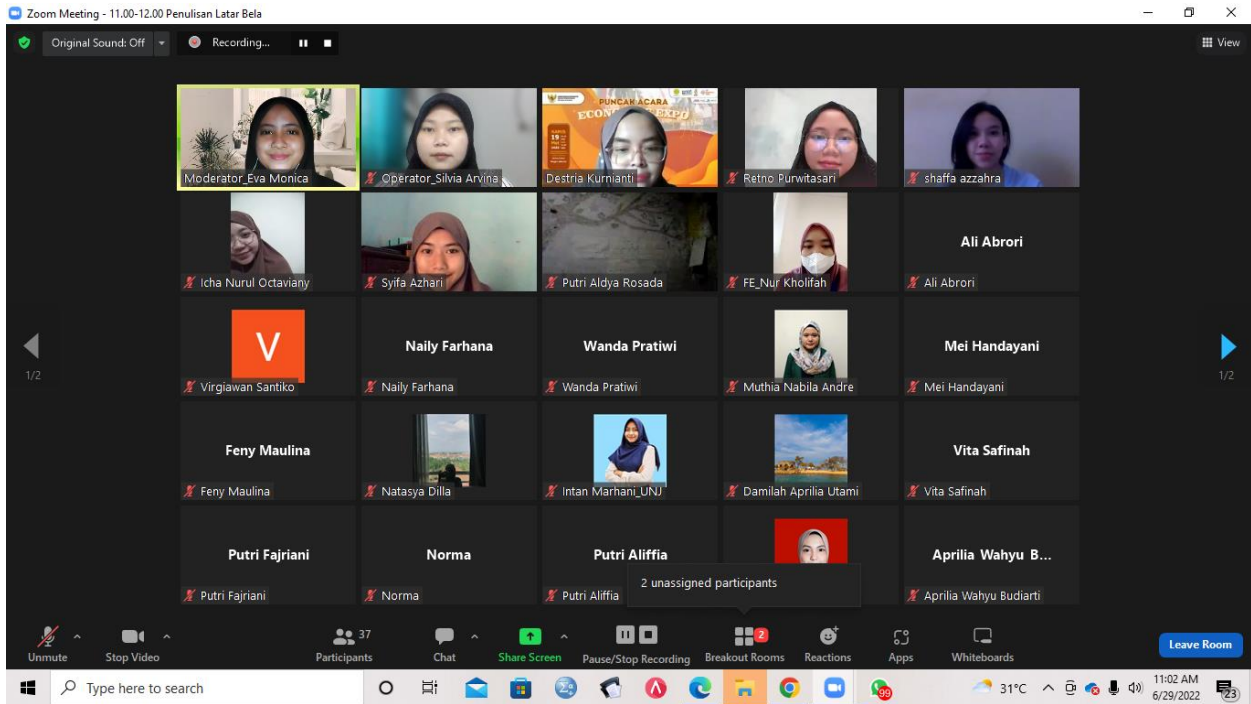 Zoom Meeting - 11.00-12.00 Penulisan Latar Bela
Original Sound: Off
Recording...
View
PUNCAK ACARA
Moderator_Eva Monica
Operator_Silvia Arvina
Destria Kurnianti
Retno Purwitasari
shaffa azzahra
Ali Abrori
Icha Nurul Octaviany
Syifa Azhari
Putri Aldya Rosada
FE_Nur Kholifah
Ali Abrori
V
Naily Farhana
Wanda Pratiwi
Mei Handayani
1/2
1/2
Virgiawan Santiko
Naily Farhana
Wanda Pratiwi
Muthia Nabila Andre
Mei Handayani
Feny Maulina
Vita Safinah
Feny Maulina
Natasya Dilla
Intan Marhani_UNJ
Damilah Aprilia Utami
Vita Safinah
Putri Fajriani
Norma
Putri Aliffia
Aprilia Wahyu B...
2 unassigned participants
Putri Fajriani
Norma
Putri Aliffia
Aprilia Wahyu Budiarti
37
2
Unmute
Stop Video
Participants
Chat
Share Screen
Pause/Stop Recording
Breakout Rooms
Reactions
Apps
Whiteboards
Leave Room
Type here to search
99
31°C
11:02 AM
6/29/2022
23